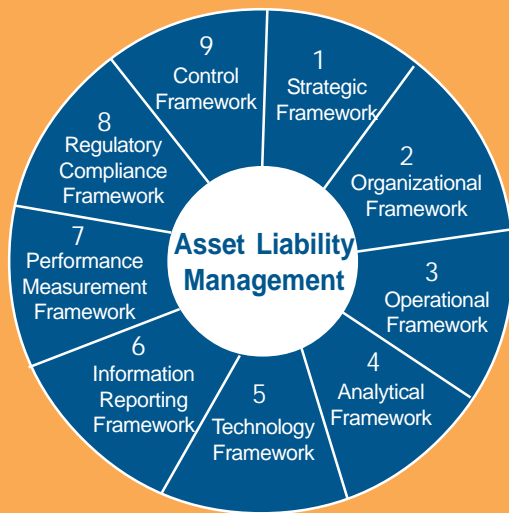 1
Strategic
Framework
2
Organizational
Framework
3
Operational
Framework
4
Analytical
Framework
5
Technology
Framework
6
Information
Reporting
Framework
7
Performance
Measurement
Framework
8
Regulatory
Compliance
Framework
9
Control
Framework
Asset Liability
Management